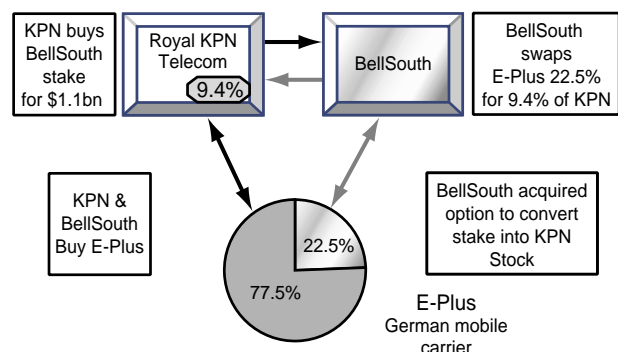 KPN buys
BellSouth
stake
for $1.1bn
Royal KPN
Telecom
9.4%
BellSouth
BellSouth
swaps
E-Plus 22.5%
for 9.4% of KPN
KPN &
BellSouth
Buy E-Plus
22.5%
77.5%
BellSouth acquired
option to convert
stake into KPN
Stock
E-Plus
German mobile
carrier